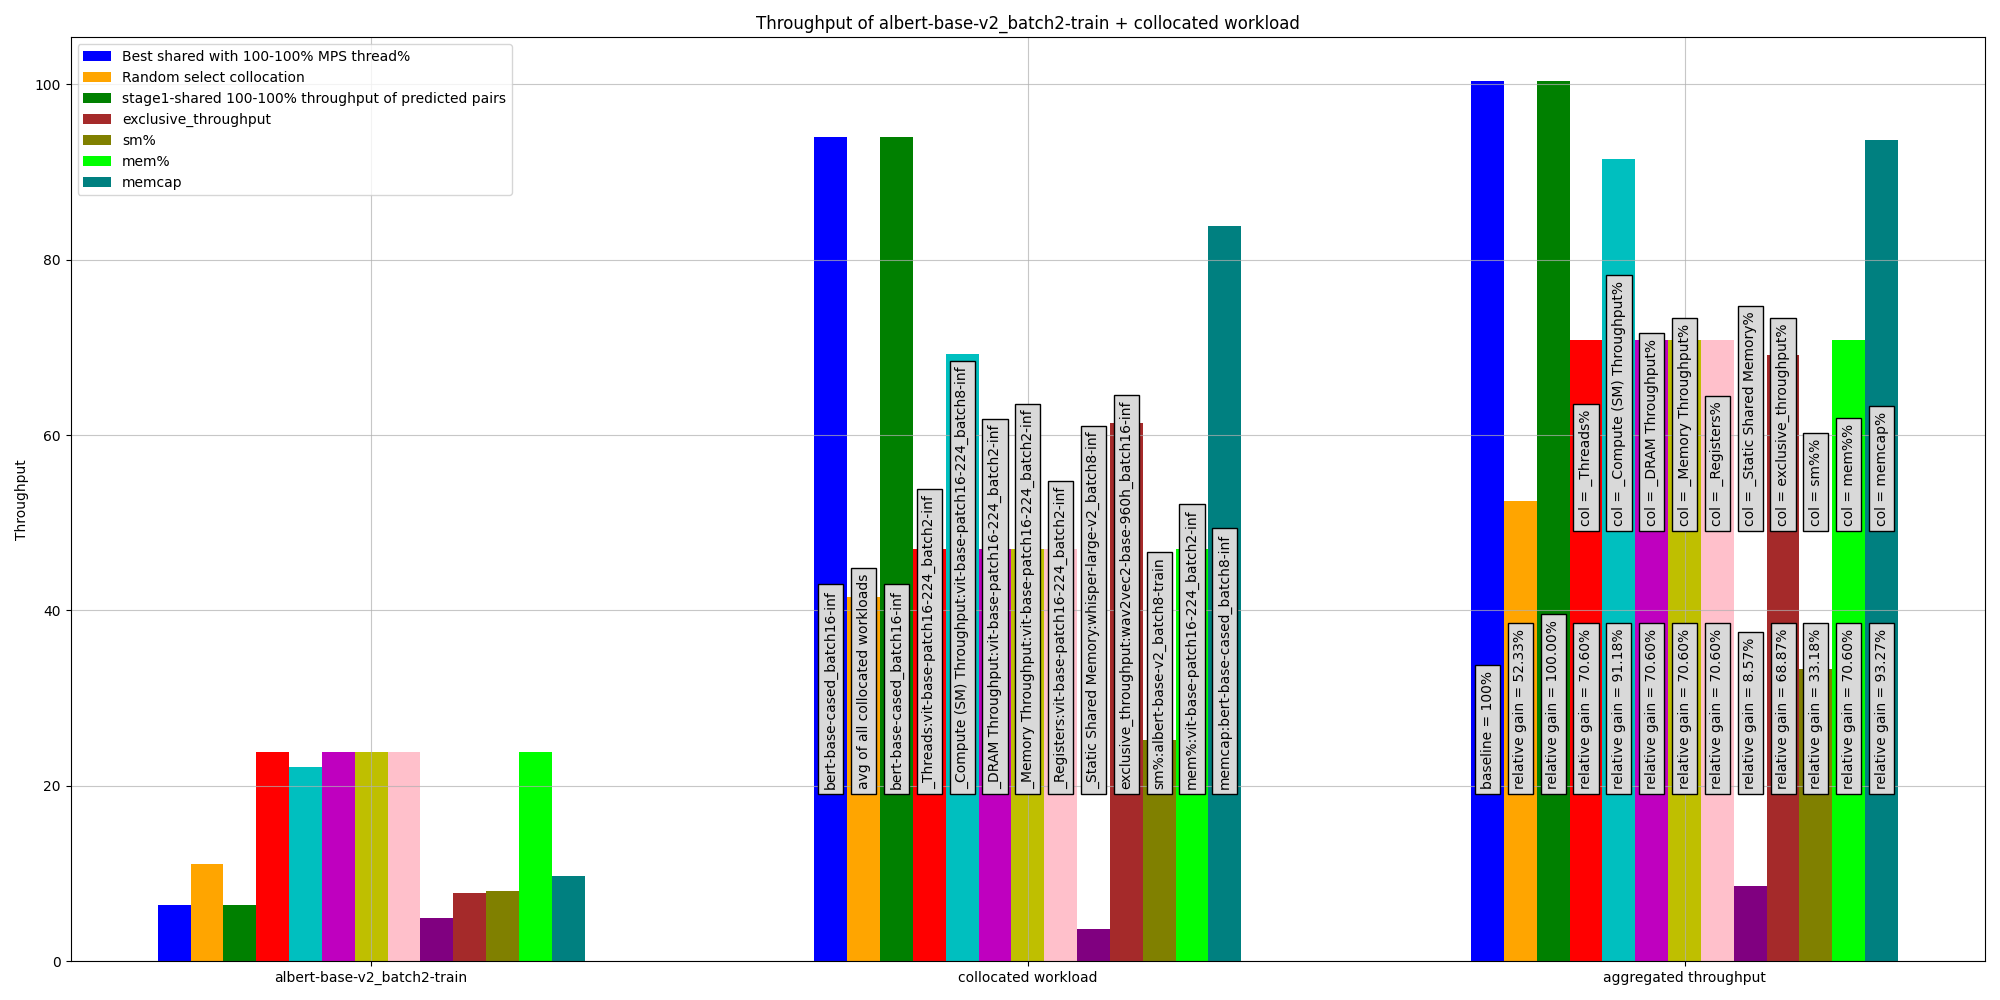 Throughput of albert-base-v2_batch2-train + collocated workload
Best shared with 100-100% MPS thread%
Random select collocation
stage1-shared 100-100% throughput of predicted pairs
exclusive_throughput
sm%
mem%
memcap
Throughput
100
80
60
40
20
0
bert-base-cased_batch16-inf
avg of all collocated workloads
bert-base-cased_batch16-inf
_Threads:vit-base-patch16-224_batch2-inf
_Compute (SM) Throughput:vit-base-patch16-224_batch8-inf
_DRAM Throughput:vit-base-patch16-224_batch2-inf
_Memory Throughput:vit-base-patch16-224_batch2-inf
_Registers:vit-base-patch16-224_batch2-inf
_Static Shared Memory:whisper-large-v2_batch8-inf
exclusive_throughput:wav2vec2-base-960h_batch16-inf
sm%:albert-base-v2_batch8-train
mem%:vit-base-patch16-224_batch2-inf
memcap:bert-base-cased_batch8-inf
col = _Threads%
col = _Compute (SM) Throughput%
col = _DRAM Throughput%
col = _Memory Throughput%
col = _Registers%
col = _Static Shared Memory%
col = exclusive_throughput%
col = sm%%
col = mem%%
col = memcap%
baseline = 100%
relative gain = 52.33%
relative gain = 100.00%
relative gain = 70.60%
relative gain = 91.18%
relative gain = 70.60%
relative gain = 70.60%
relative gain = 70.60%
relative gain = 8.57%
relative gain = 68.87%
relative gain = 33.18%
relative gain = 70.60%
relative gain = 93.27%
albert-base-v2_batch2-train
collocated workload
aggregated throughput